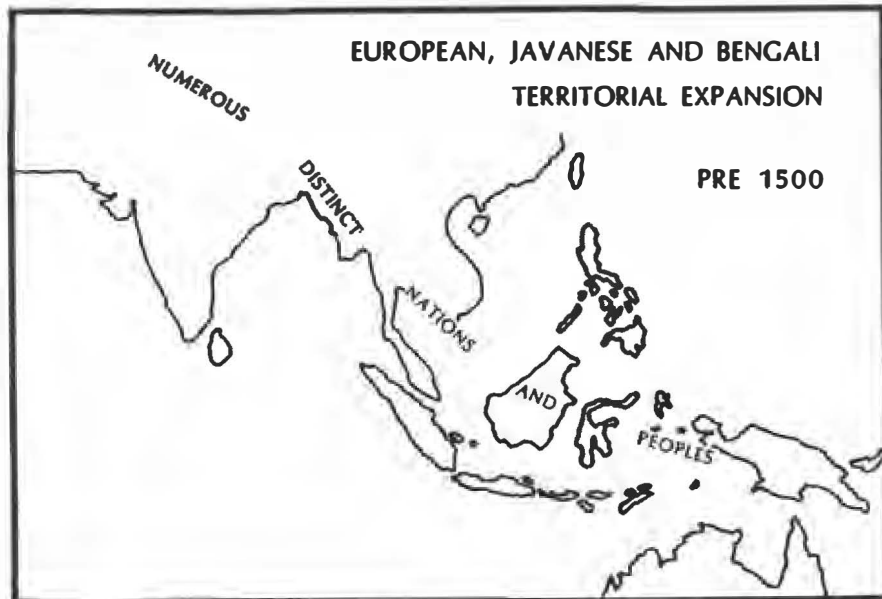 EUROPEAN, JAVANESE AND BENGALI
TERRITORIAL EXPANSION
PRE 1500
NUMEROUS
DISTINCT
NATIONS
AND
PEOPLES